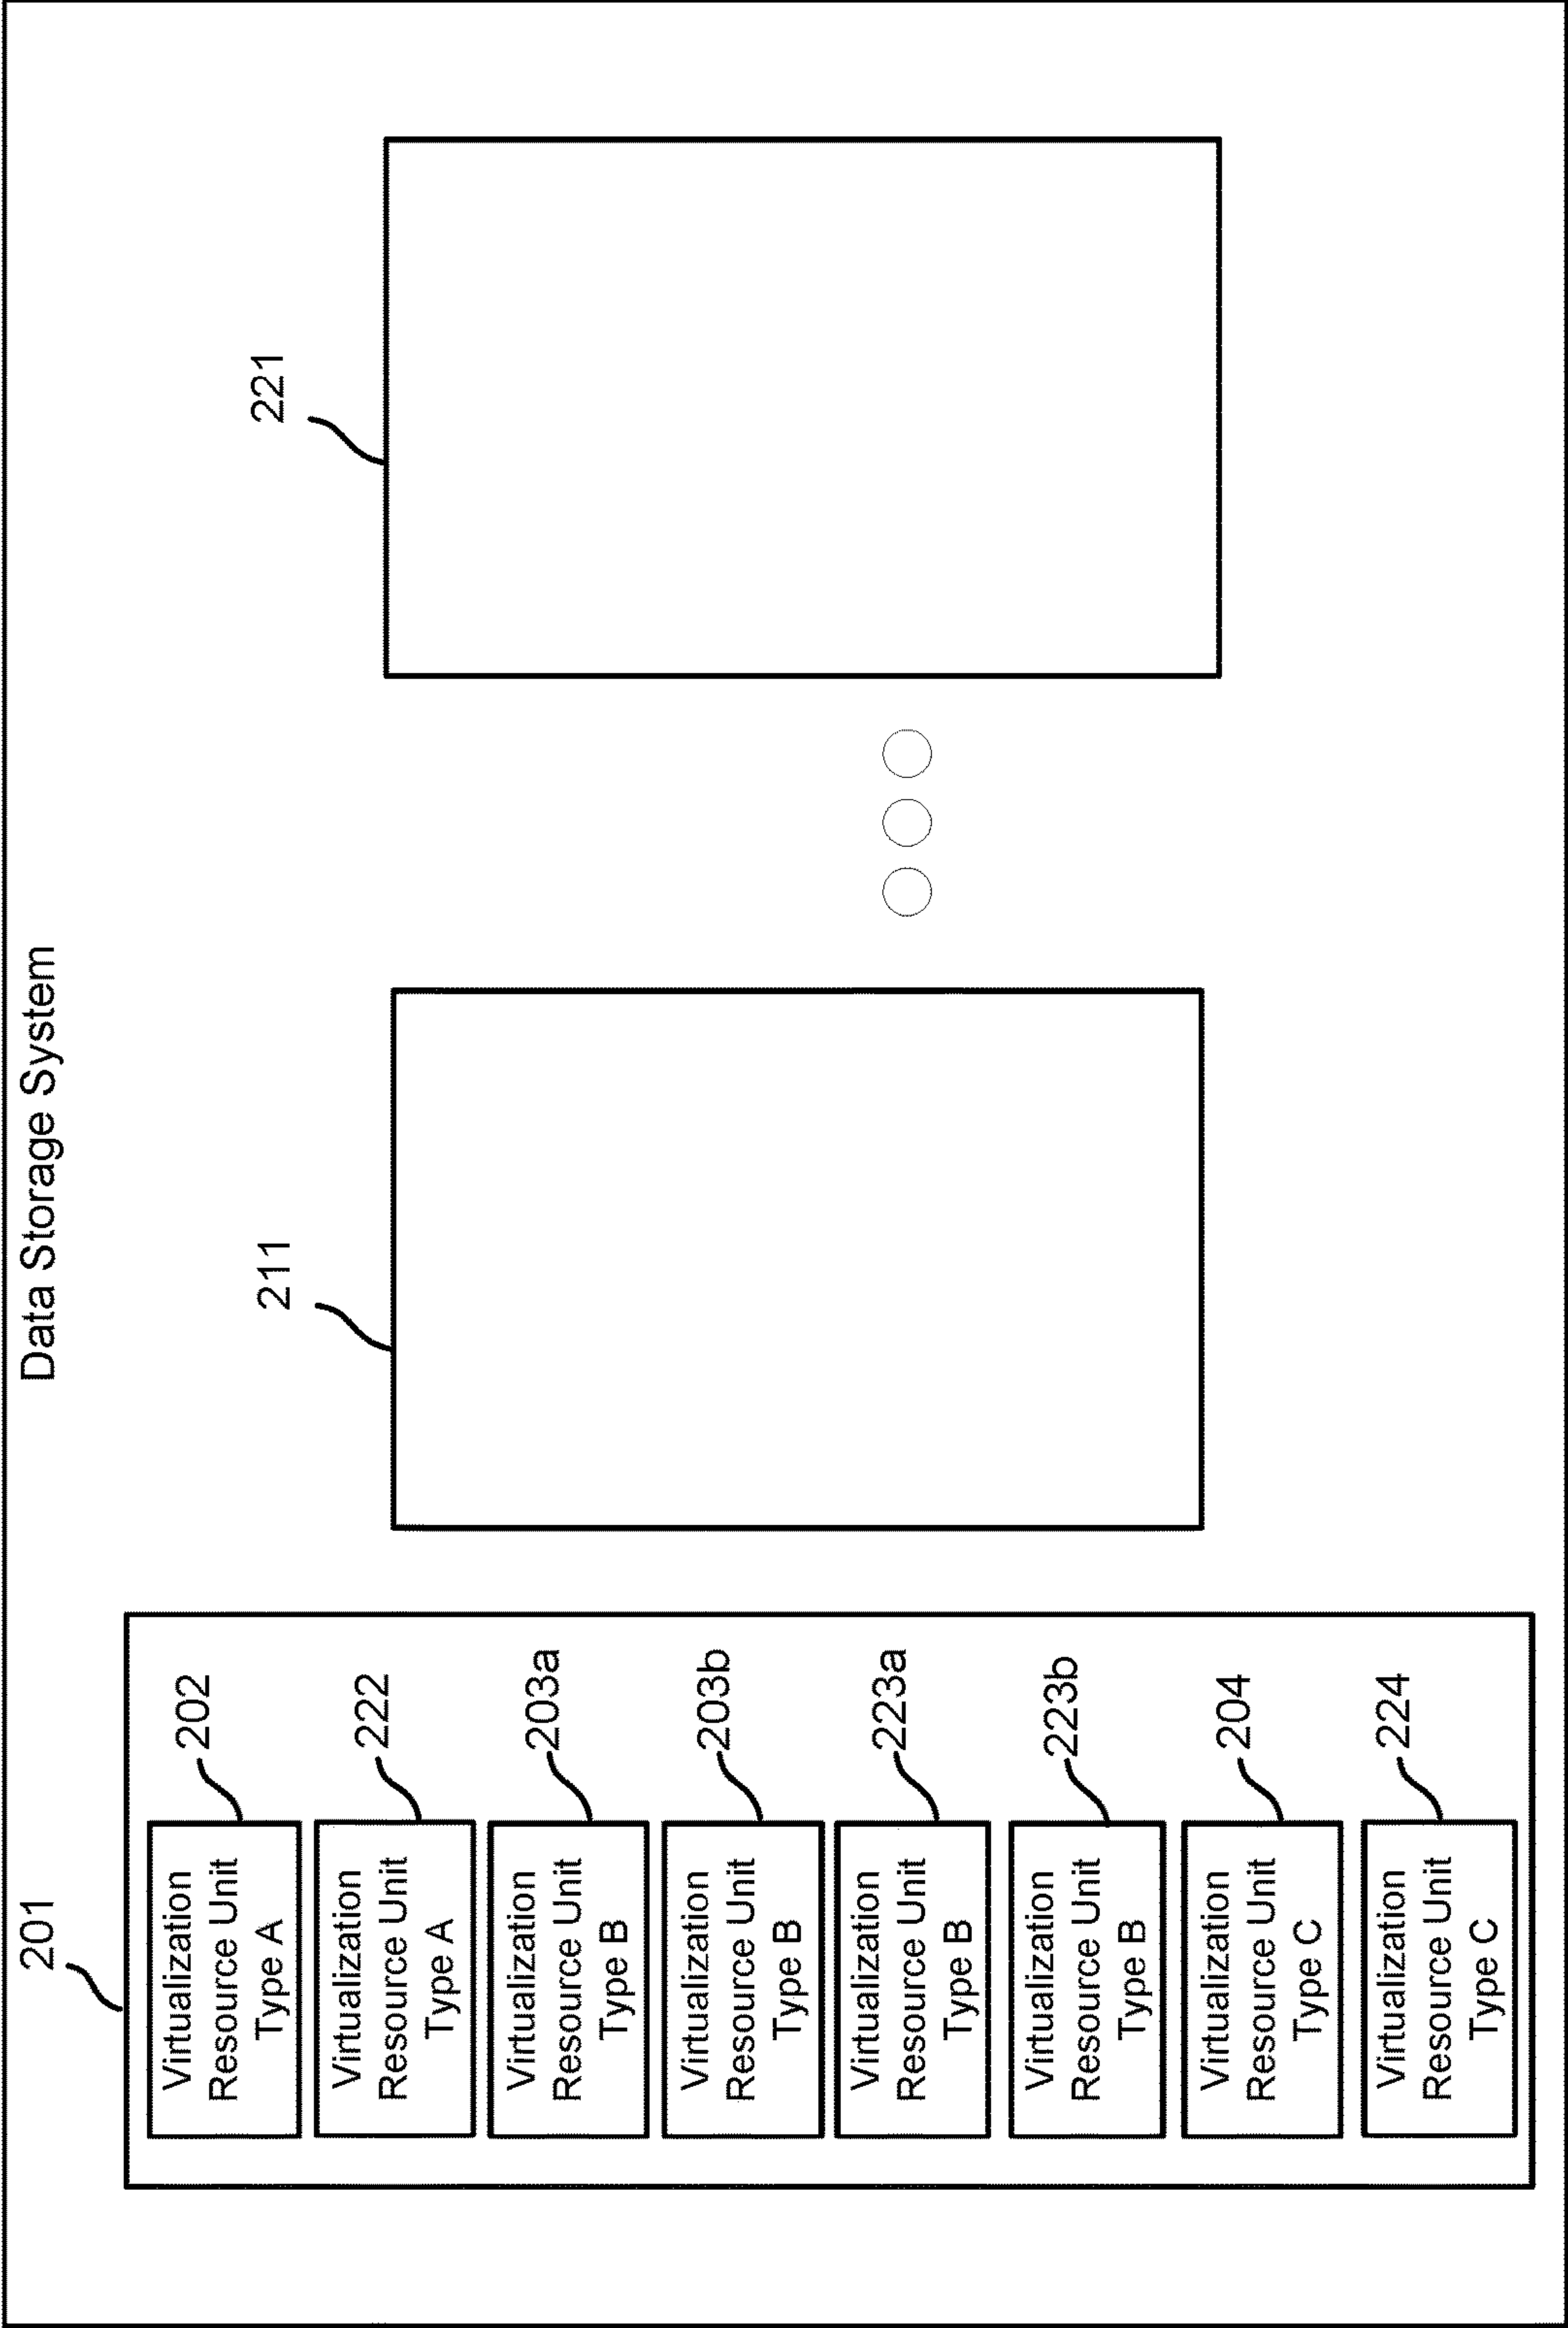 Data Storage System
201
Virtualization
Resource Unit
Type A
202
Virtualization
Resource Unit
Type A
222
Virtualization
Resource Unit
Type B
203a
Virtualization
Resource Unit
Type B
203b
Virtualization
Resource Unit
Type B
223a
Virtualization
Resource Unit
Type B
223b
Virtualization
Resource Unit
Type C
204
Virtualization
Resource Unit
Type C
224
211
221